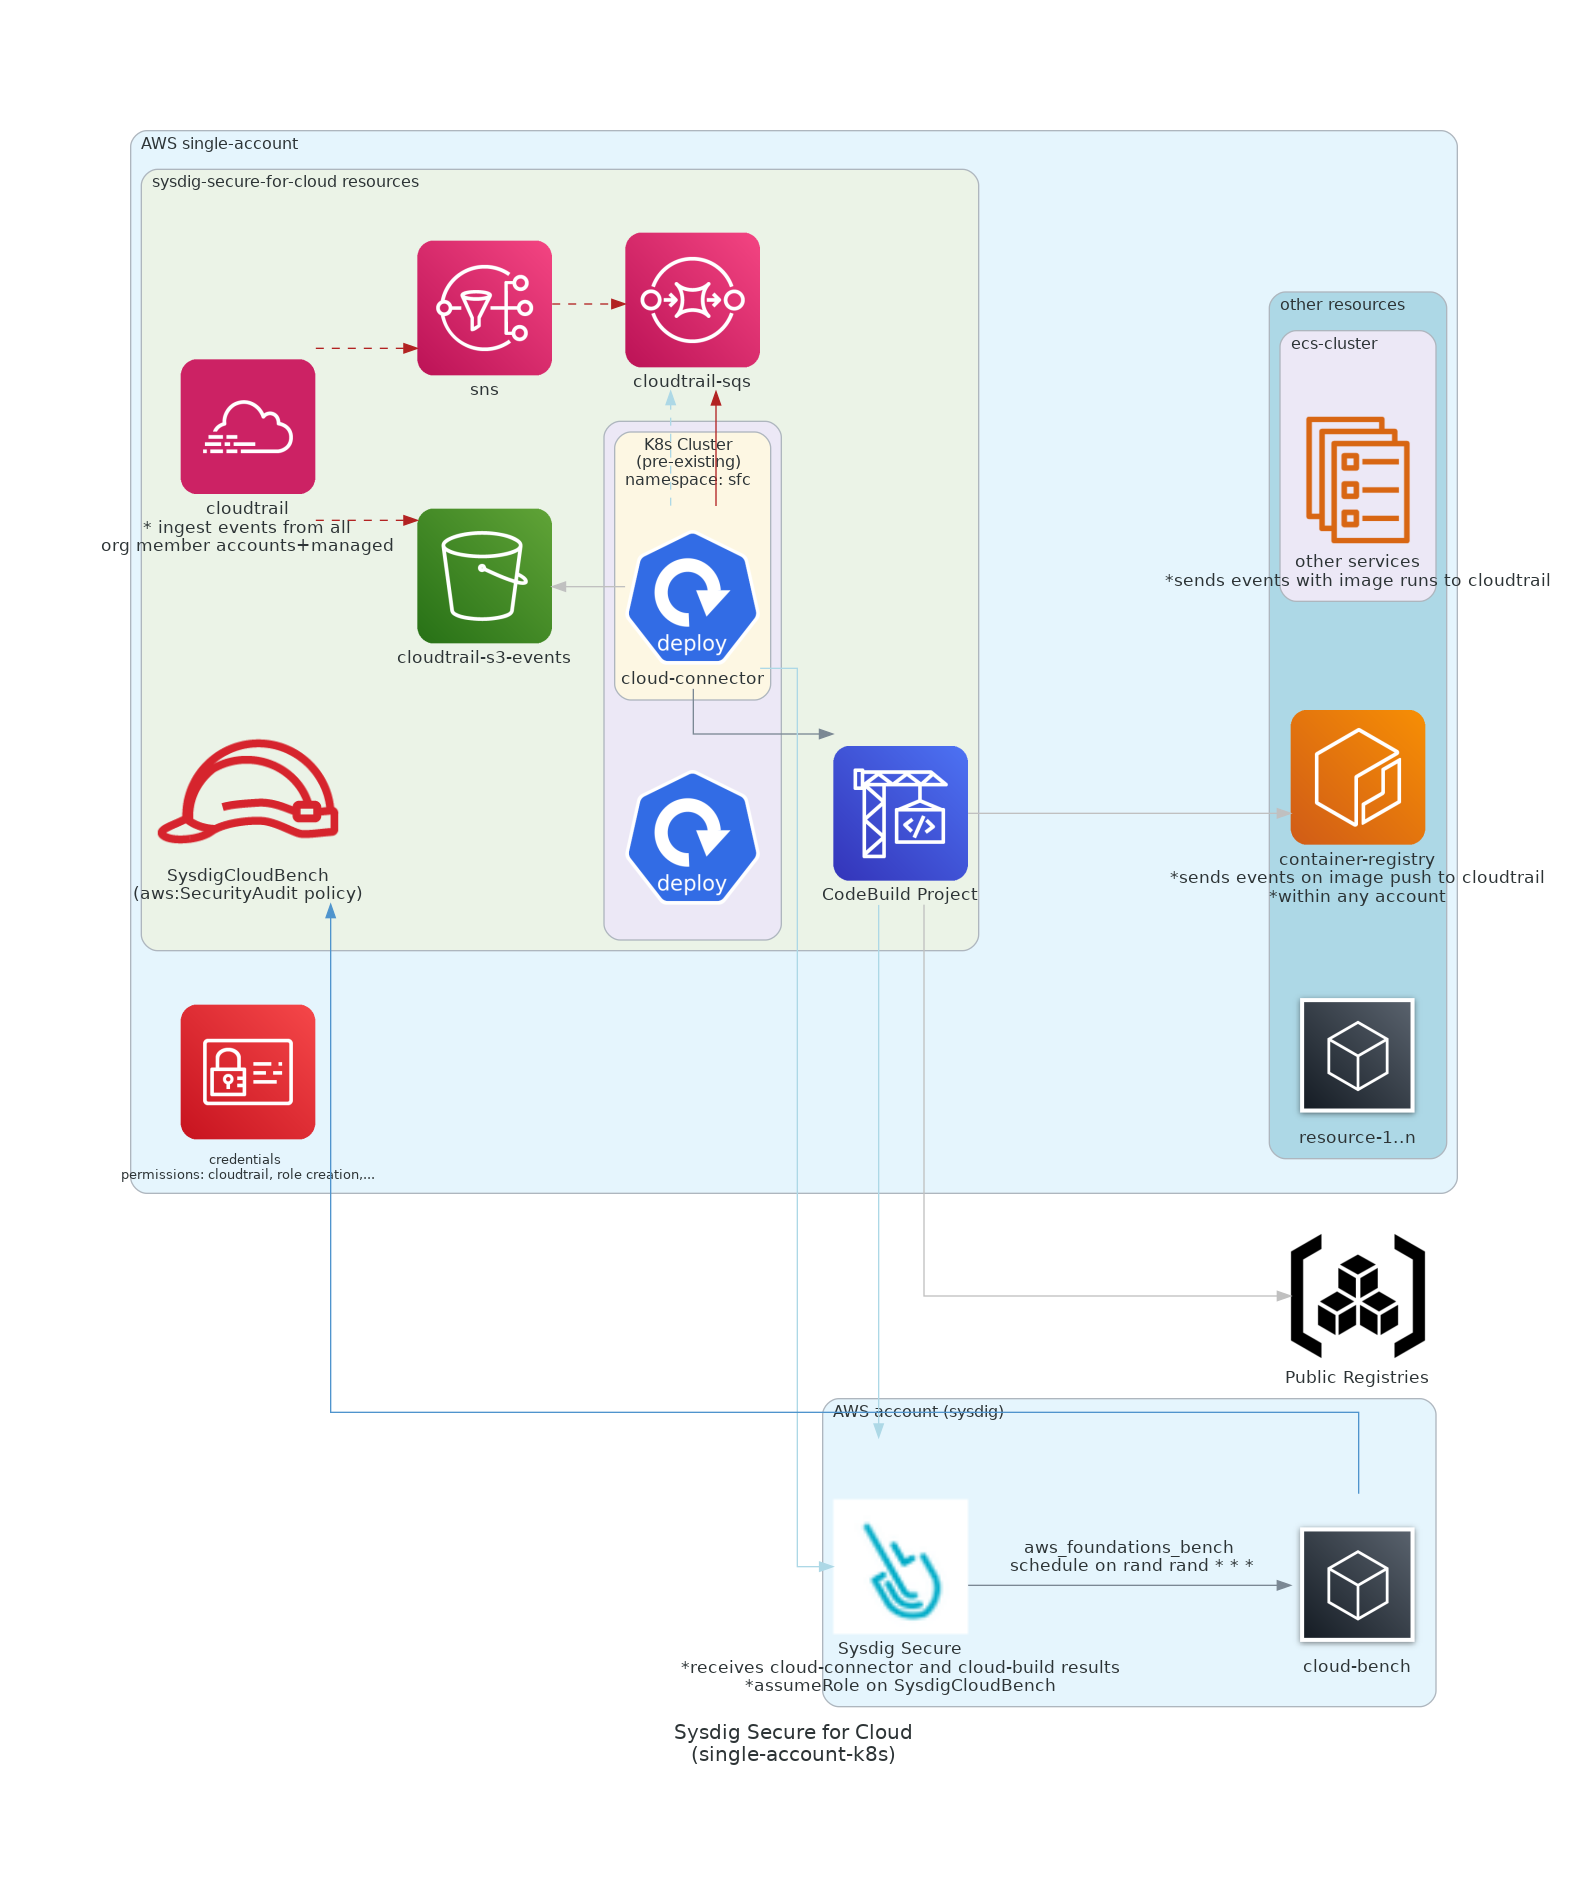 AWS single-account
sysdig-secure-for-cloud resources
sns
cloudtrail-sqs
other resources
ecs-cluster
K8s Cluster
(pre-existing)
namespace: sfc
cloudtrail
* ingest events from all
org member accounts+managed
other services
*sends events with image runs to cloudtrail
deploy
cloud-connector
cloudtrail-s3-events
SysdigCloudBench
(aws:SecurityAudit policy)
deploy
CodeBuild Project
container-registry
*sends events on image push to cloudtrail
*within any account
resource-1..n
credentials
permissions: cloudtrail, role creation,...
Public Registries
AWS account (sysdig)
aws_foundations_bench
schedule on rand rand * * *
Sysdig Secure
*receives cloud-connector and cloud-build results
*assumeRole on SysdigCloudBench
cloud-bench
Sysdig Secure for Cloud
(single-account-k8s)